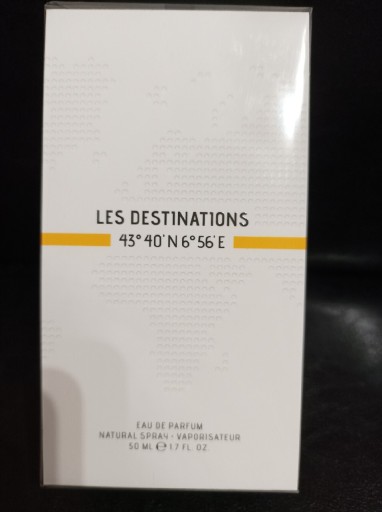 LES DESTINATIONS
43° 40' N 6° 56' E
EAU DE PARFUM
NATURAL SPRAY - VAPORISATEUR
50 ML ℮ 1.7 FL. OZ